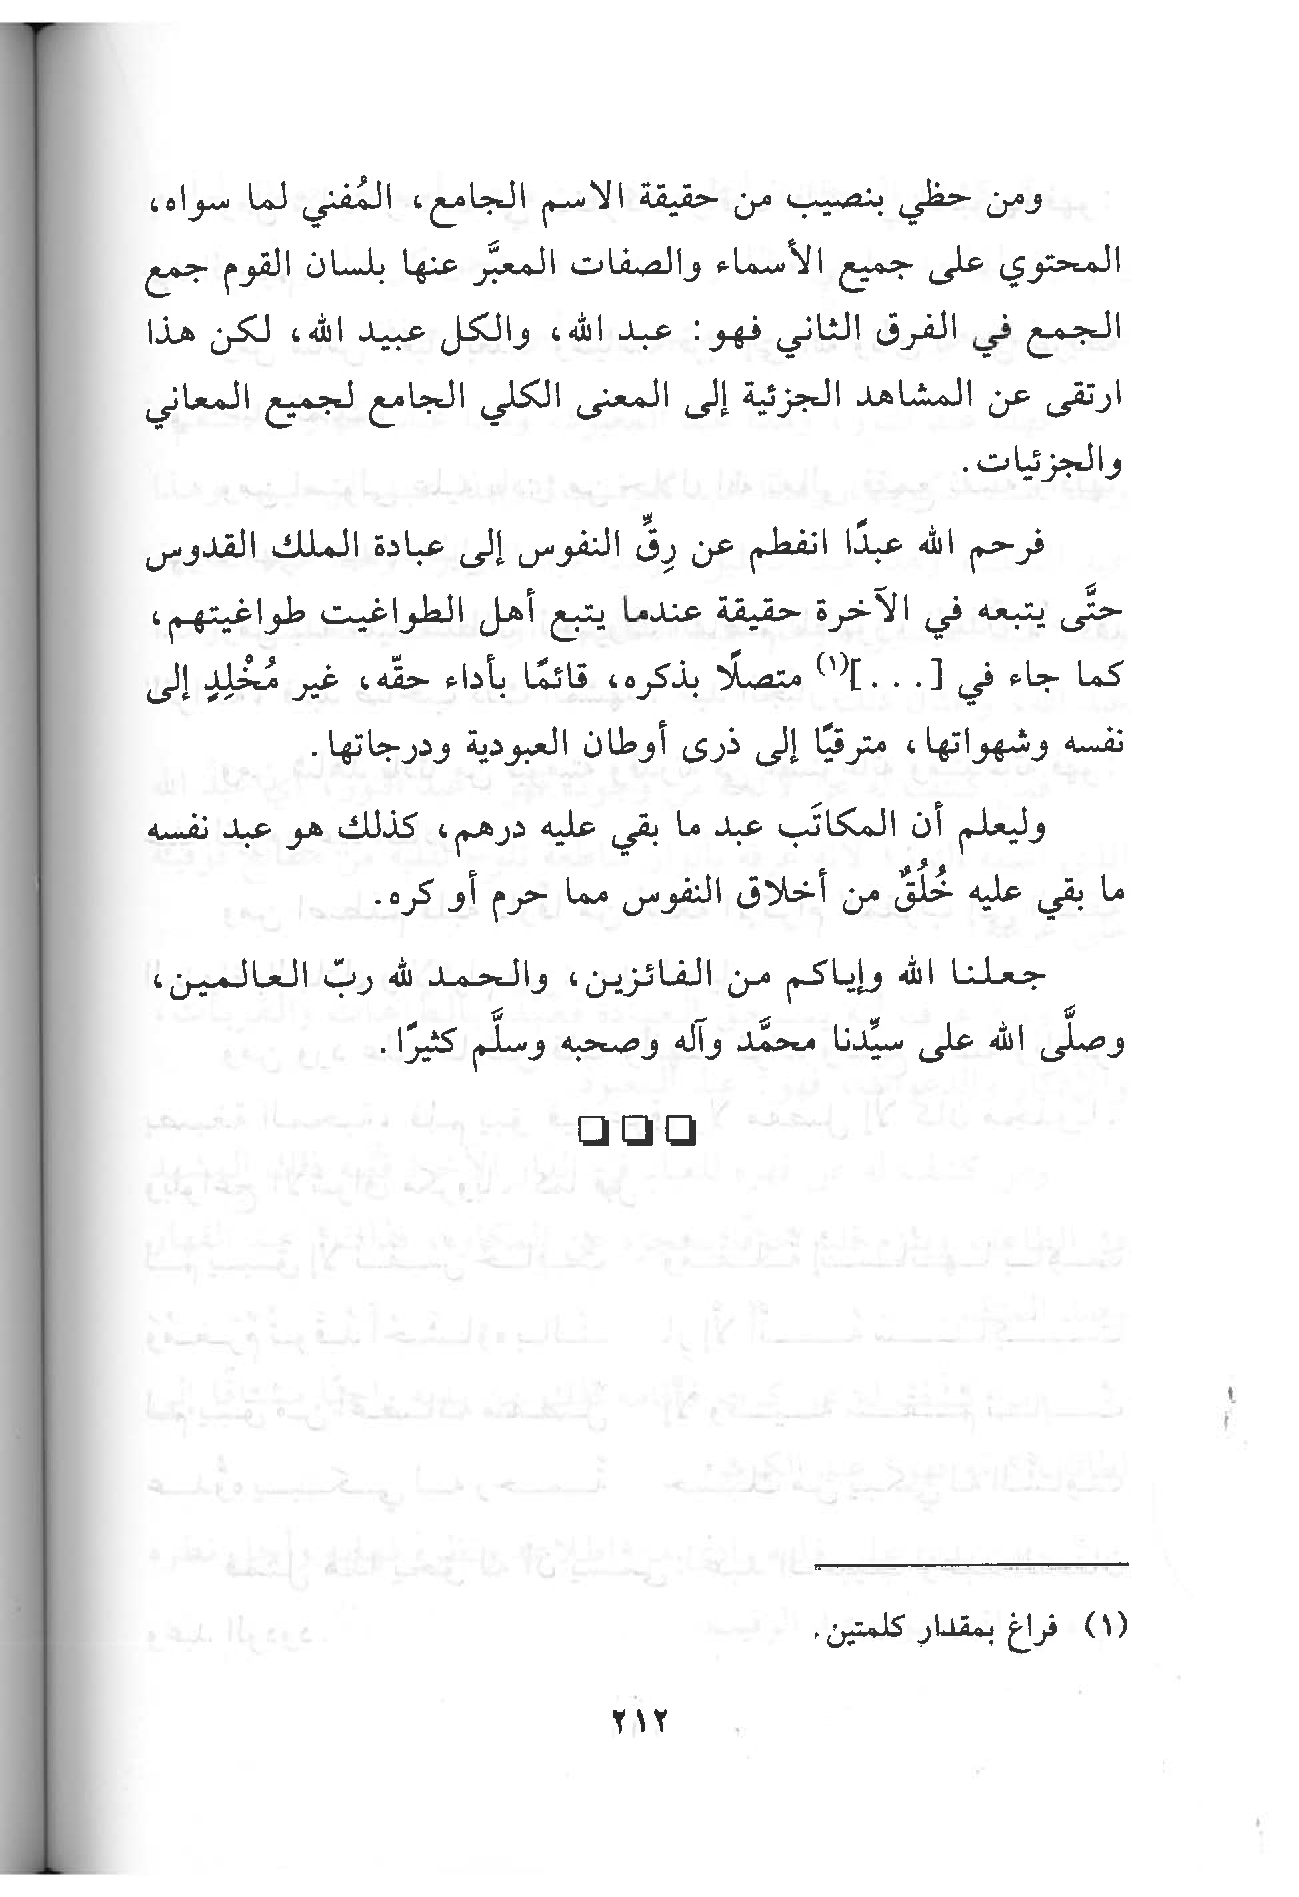 ومن حظي بنصيب من حقيقة الاسم الجامع، المُفني لما سواه،
المحتوي على جميع الأسماء والصفات المعبَّر عنها بلسان القوم جمع
الجمع في الفرق الثاني فهو: عبد الله، والكل عبيد الله، لكن هذا
ارتقى عن المشاهد الجزئية إلى المعنى الكلي الجامع لجميع المعاني
والجزئيات.
فرحم الله عبدًا انفطم عن رِقِّ النفوس إلى عبادة الملك القدوس
حتَّى يتبعه في الآخرة حقيقة عندما يتبع أهل الطواغيت طواغيتهم،
كما جاء في [...](١) متصلًا بذكره، قائمًا بأداء حقّه، غير مُخْلِدٍ إلى
نفسه وشهواتها، مترقيًا إلى ذرى أوطان العبودية ودرجاتها.
وليعلم أن المكاتَب عبد ما بقي عليه درهم، كذلك هو عبد نفسه
ما بقي عليه خُلُقٌ من أخلاق النفوس مما حرم أو كره.
جعلنا الله وإياكم من الفائزين، والحمد لله ربّ العالمين،
وصلَّى الله على سيِّدنا محمَّد وآله وصحبه وسلَّم كثيرًا.
(١) فراغ بمقدار كلمتين.
٢١٢